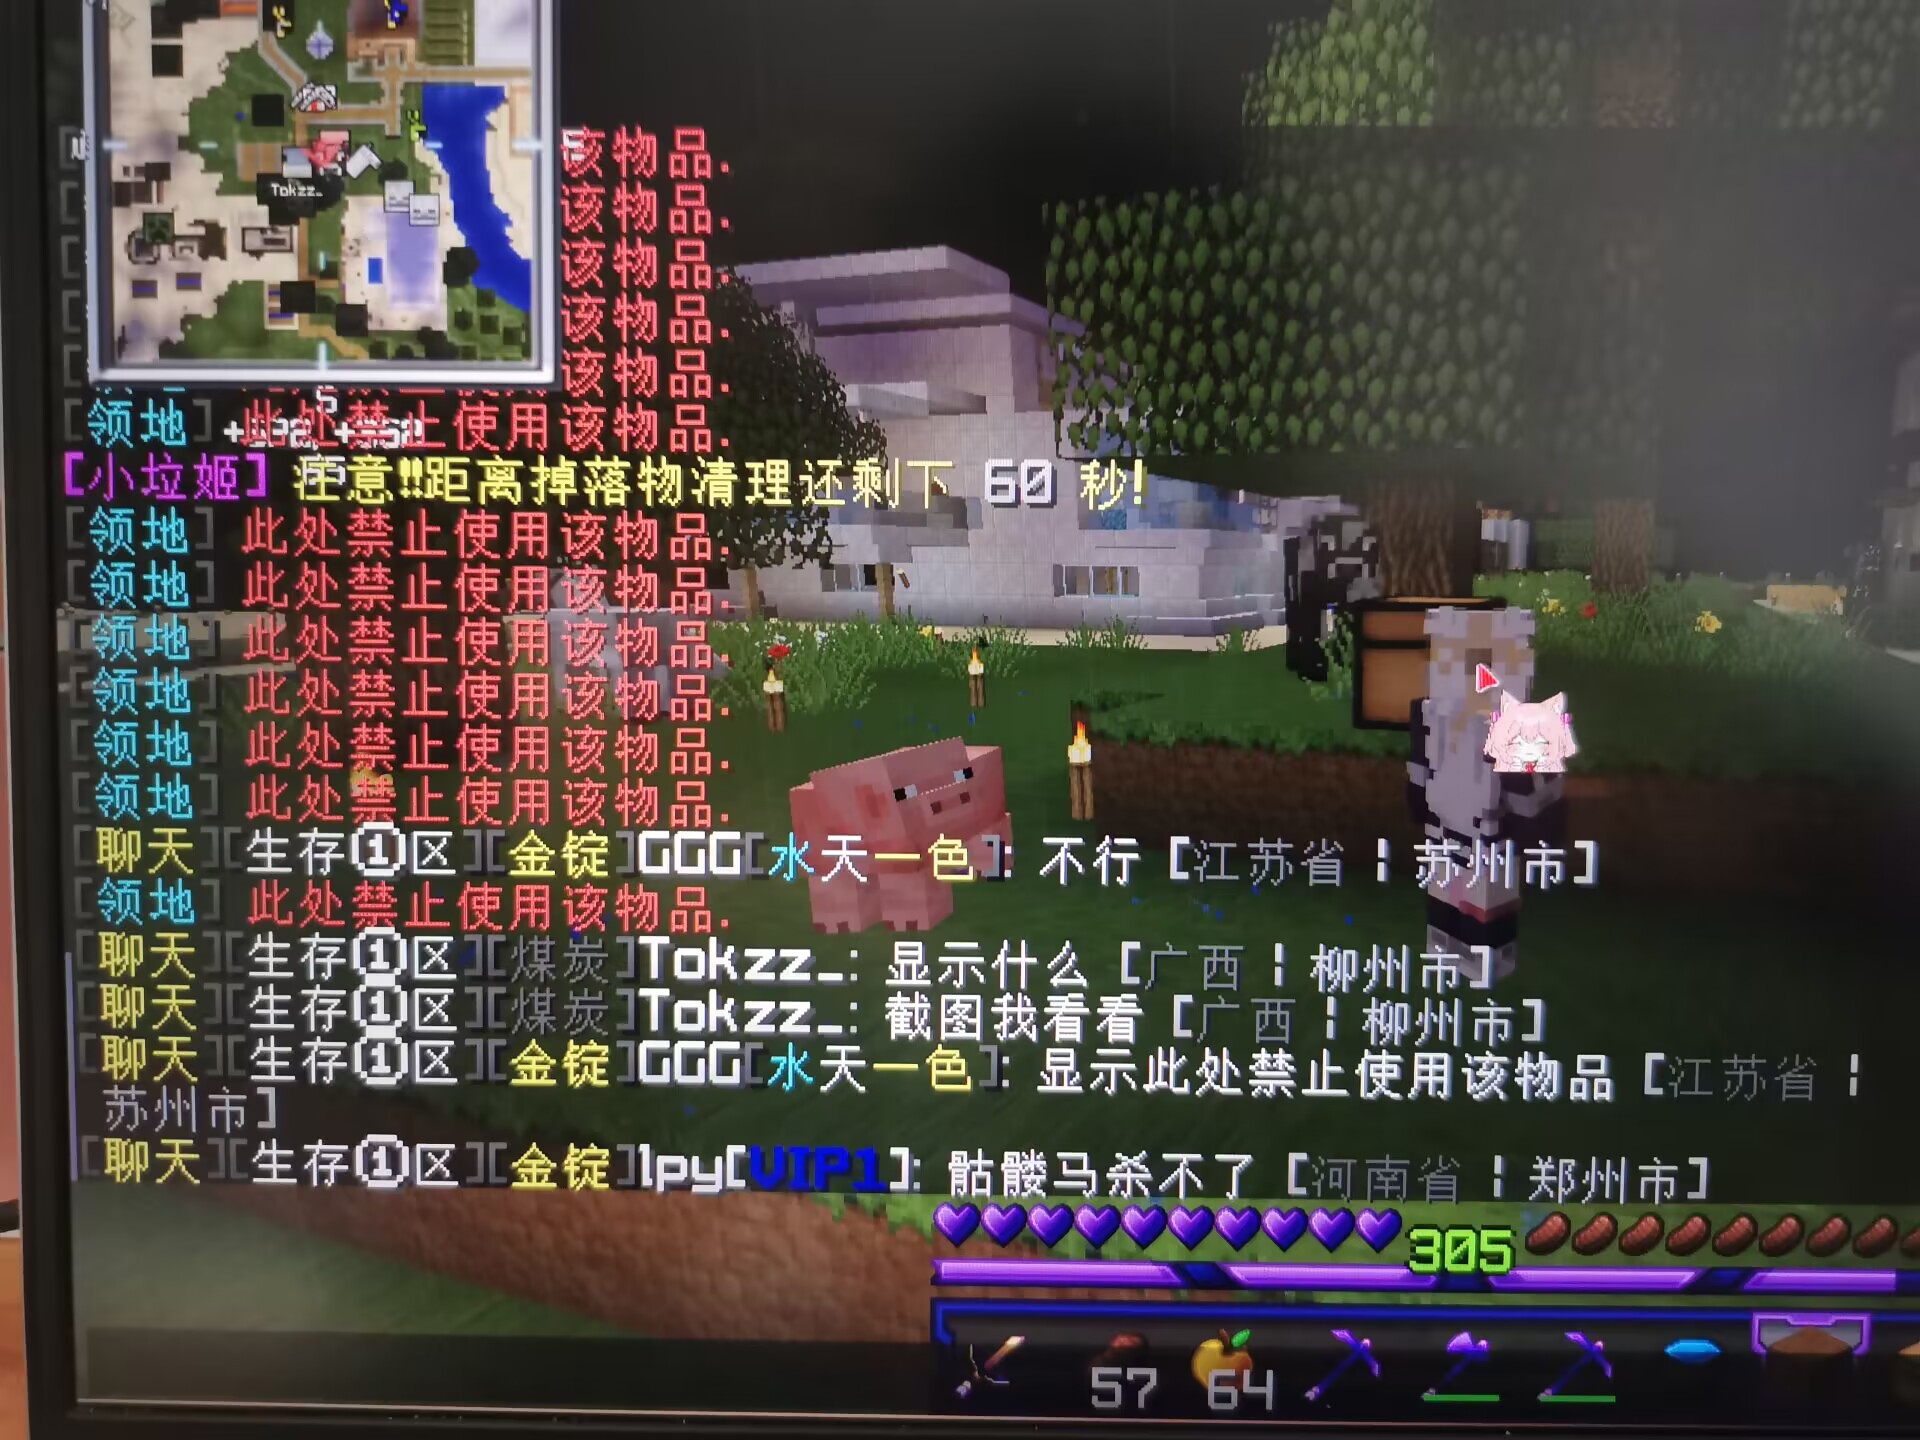 Tokzz_
该物品.
该物品.
该物品.
该物品.
该物品.
[领地] 此处禁止使用该物品.
[小垃姬] 注意!!距离掉落物清理还剩下 60 秒!
[领地] 此处禁止使用该物品.
[领地] 此处禁止使用该物品.
[领地] 此处禁止使用该物品.
[领地] 此处禁止使用该物品.
[领地] 此处禁止使用该物品.
[领地] 此处禁止使用该物品.
[聊天][生存①区][金锭]GGG[水天一色]: 不行 [江苏省 ¦ 苏州市]
[领地] 此处禁止使用该物品.
[聊天][生存①区][煤炭]Tokzz_: 显示什么 [广西 ¦ 柳州市]
[聊天][生存①区][煤炭]Tokzz_: 截图我看看 [广西 ¦ 柳州市]
[聊天][生存①区][金锭]GGG[水天一色]: 显示此处禁止使用该物品 [江苏省 ¦
苏州市]
[聊天][生存①区][金锭]lpy[VIP1]: 骷髅马杀不了 [河南省 ¦ 郑州市]
305
57 64